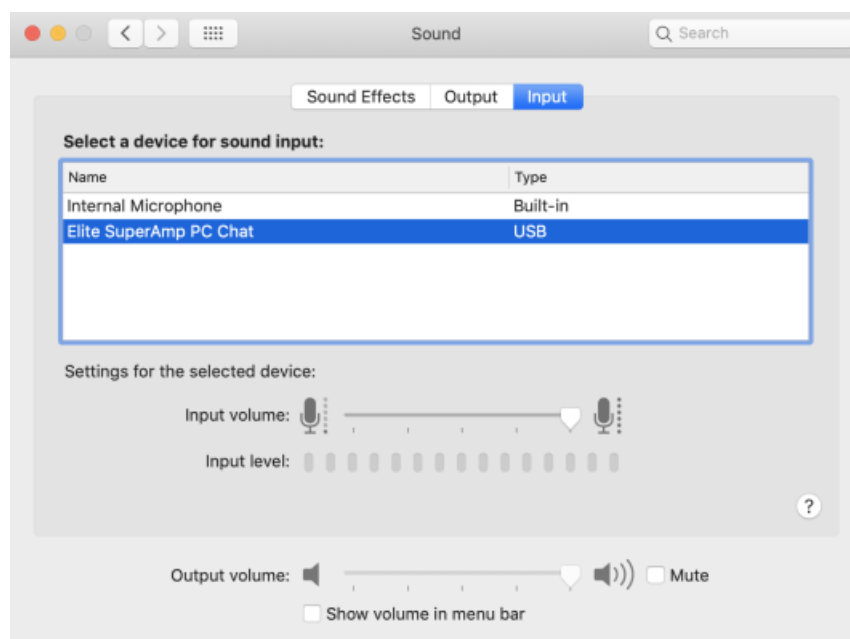 Sound
Search
Sound Effects Output Input
Select a device for sound input:
Name Type
Internal Microphone Built-in
Elite SuperAmp PC Chat USB
Settings for the selected device:
Input volume:
Input level:
?
Output volume: Mute
Show volume in menu bar